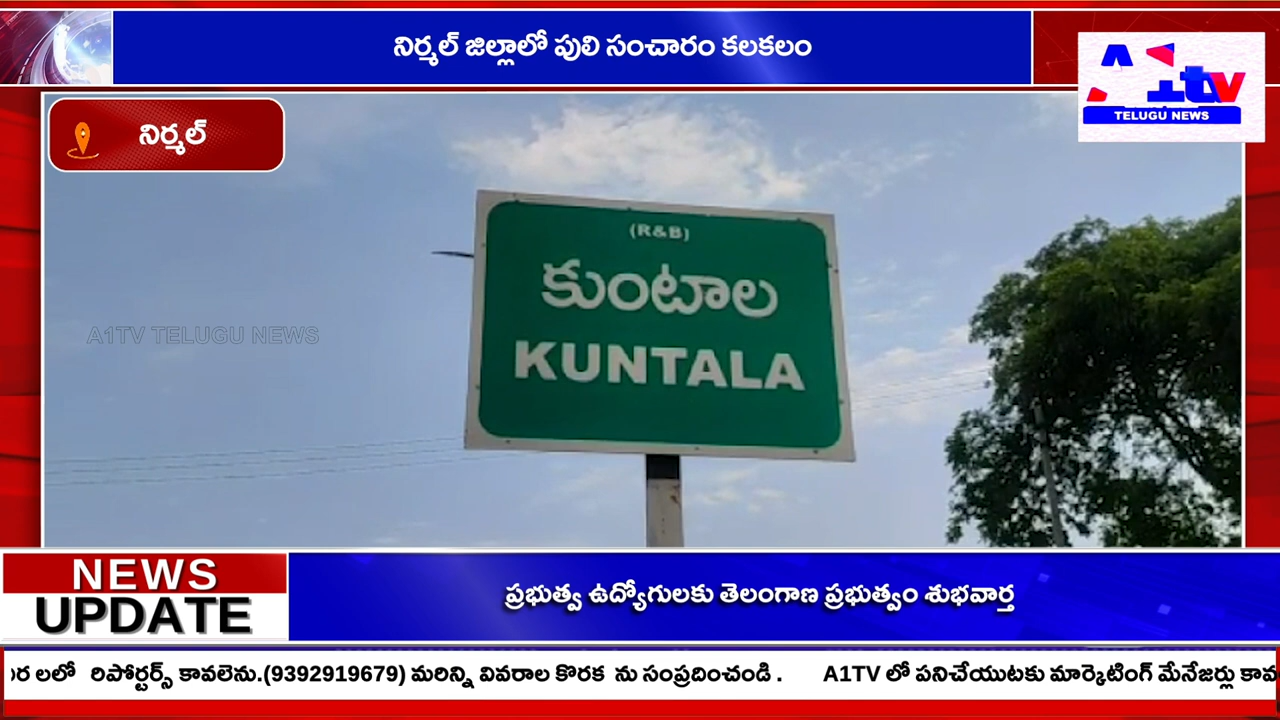 నిర్మల్ జిల్లాలో పులి సంచారం కలకలం
A1tv
TELUGU NEWS
నిర్మల్
(R&B)
కుంటాల
KUNTALA
A1TV TELUGU NEWS
NEWS
UPDATE
ప్రభుత్వ ఉద్యోగులకు తెలంగాణ ప్రభుత్వం శుభవార్త
లలో రిపోర్టర్స్ కావలెను.(9392919679) మరిన్ని వివరాల కొరక ను సంప్రదించండి . A1TV లో పనిచేయుటకు మార్కెటింగ్ మేనేజర్లు